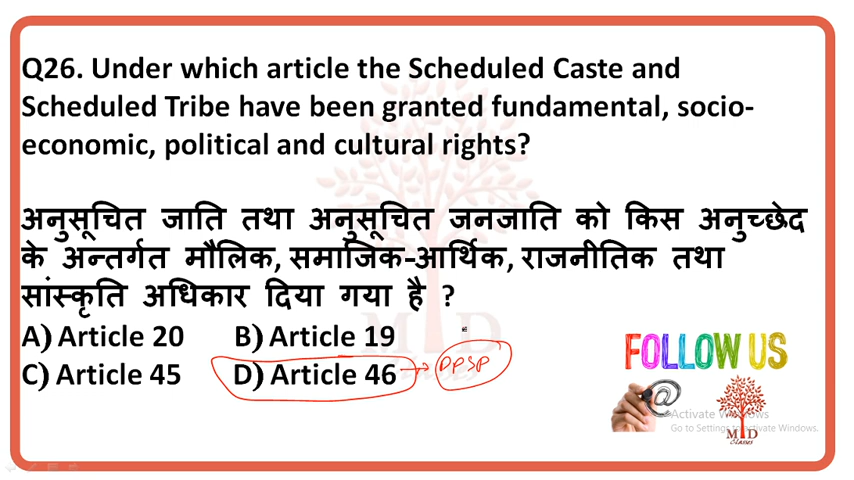 Q26. Under which article the Scheduled Caste and
Scheduled Tribe have been granted fundamental, socio-
economic, political and cultural rights?
अनुसूचित जाति तथा अनुसूचित जनजाति को किस अनुच्छेद
के अन्तर्गत मौलिक, समाजिक-आर्थिक, राजनीतिक तथा
सांस्कृति अधिकार दिया गया है ?
A) Article 20 B) Article 19
C) Article 45 D) Article 46 → DPSP
FOLLOW US
@
Activate Windows
Go to Settings to activate Windows.
M D
Classes
M D
Classes